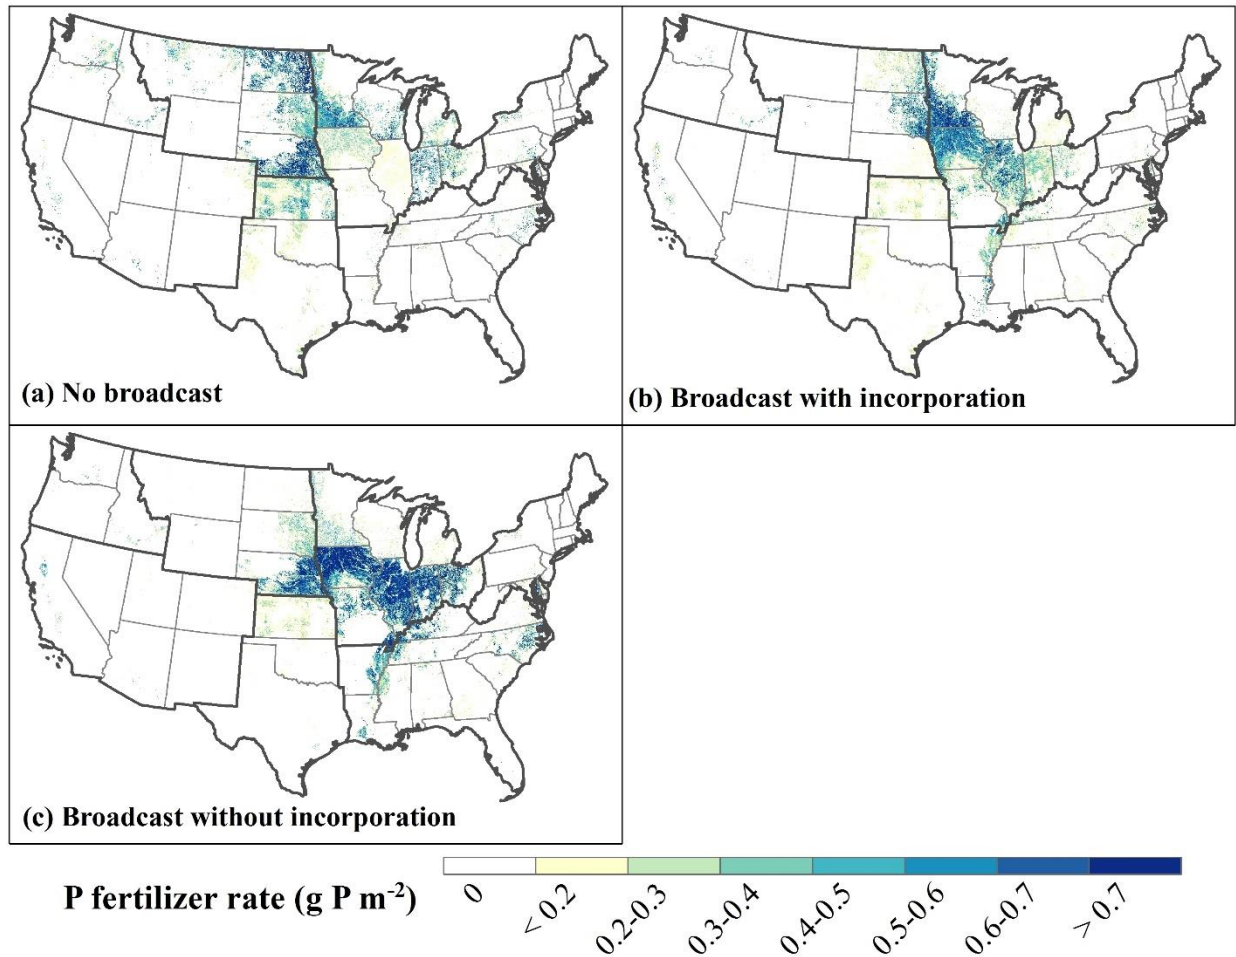 (a) No broadcast
(b) Broadcast with incorporation
(c) Broadcast without incorporation
P fertilizer rate (g P m⁻²)
0
< 0.2
0.2-0.3
0.3-0.4
0.4-0.5
0.5-0.6
0.6-0.7
> 0.7